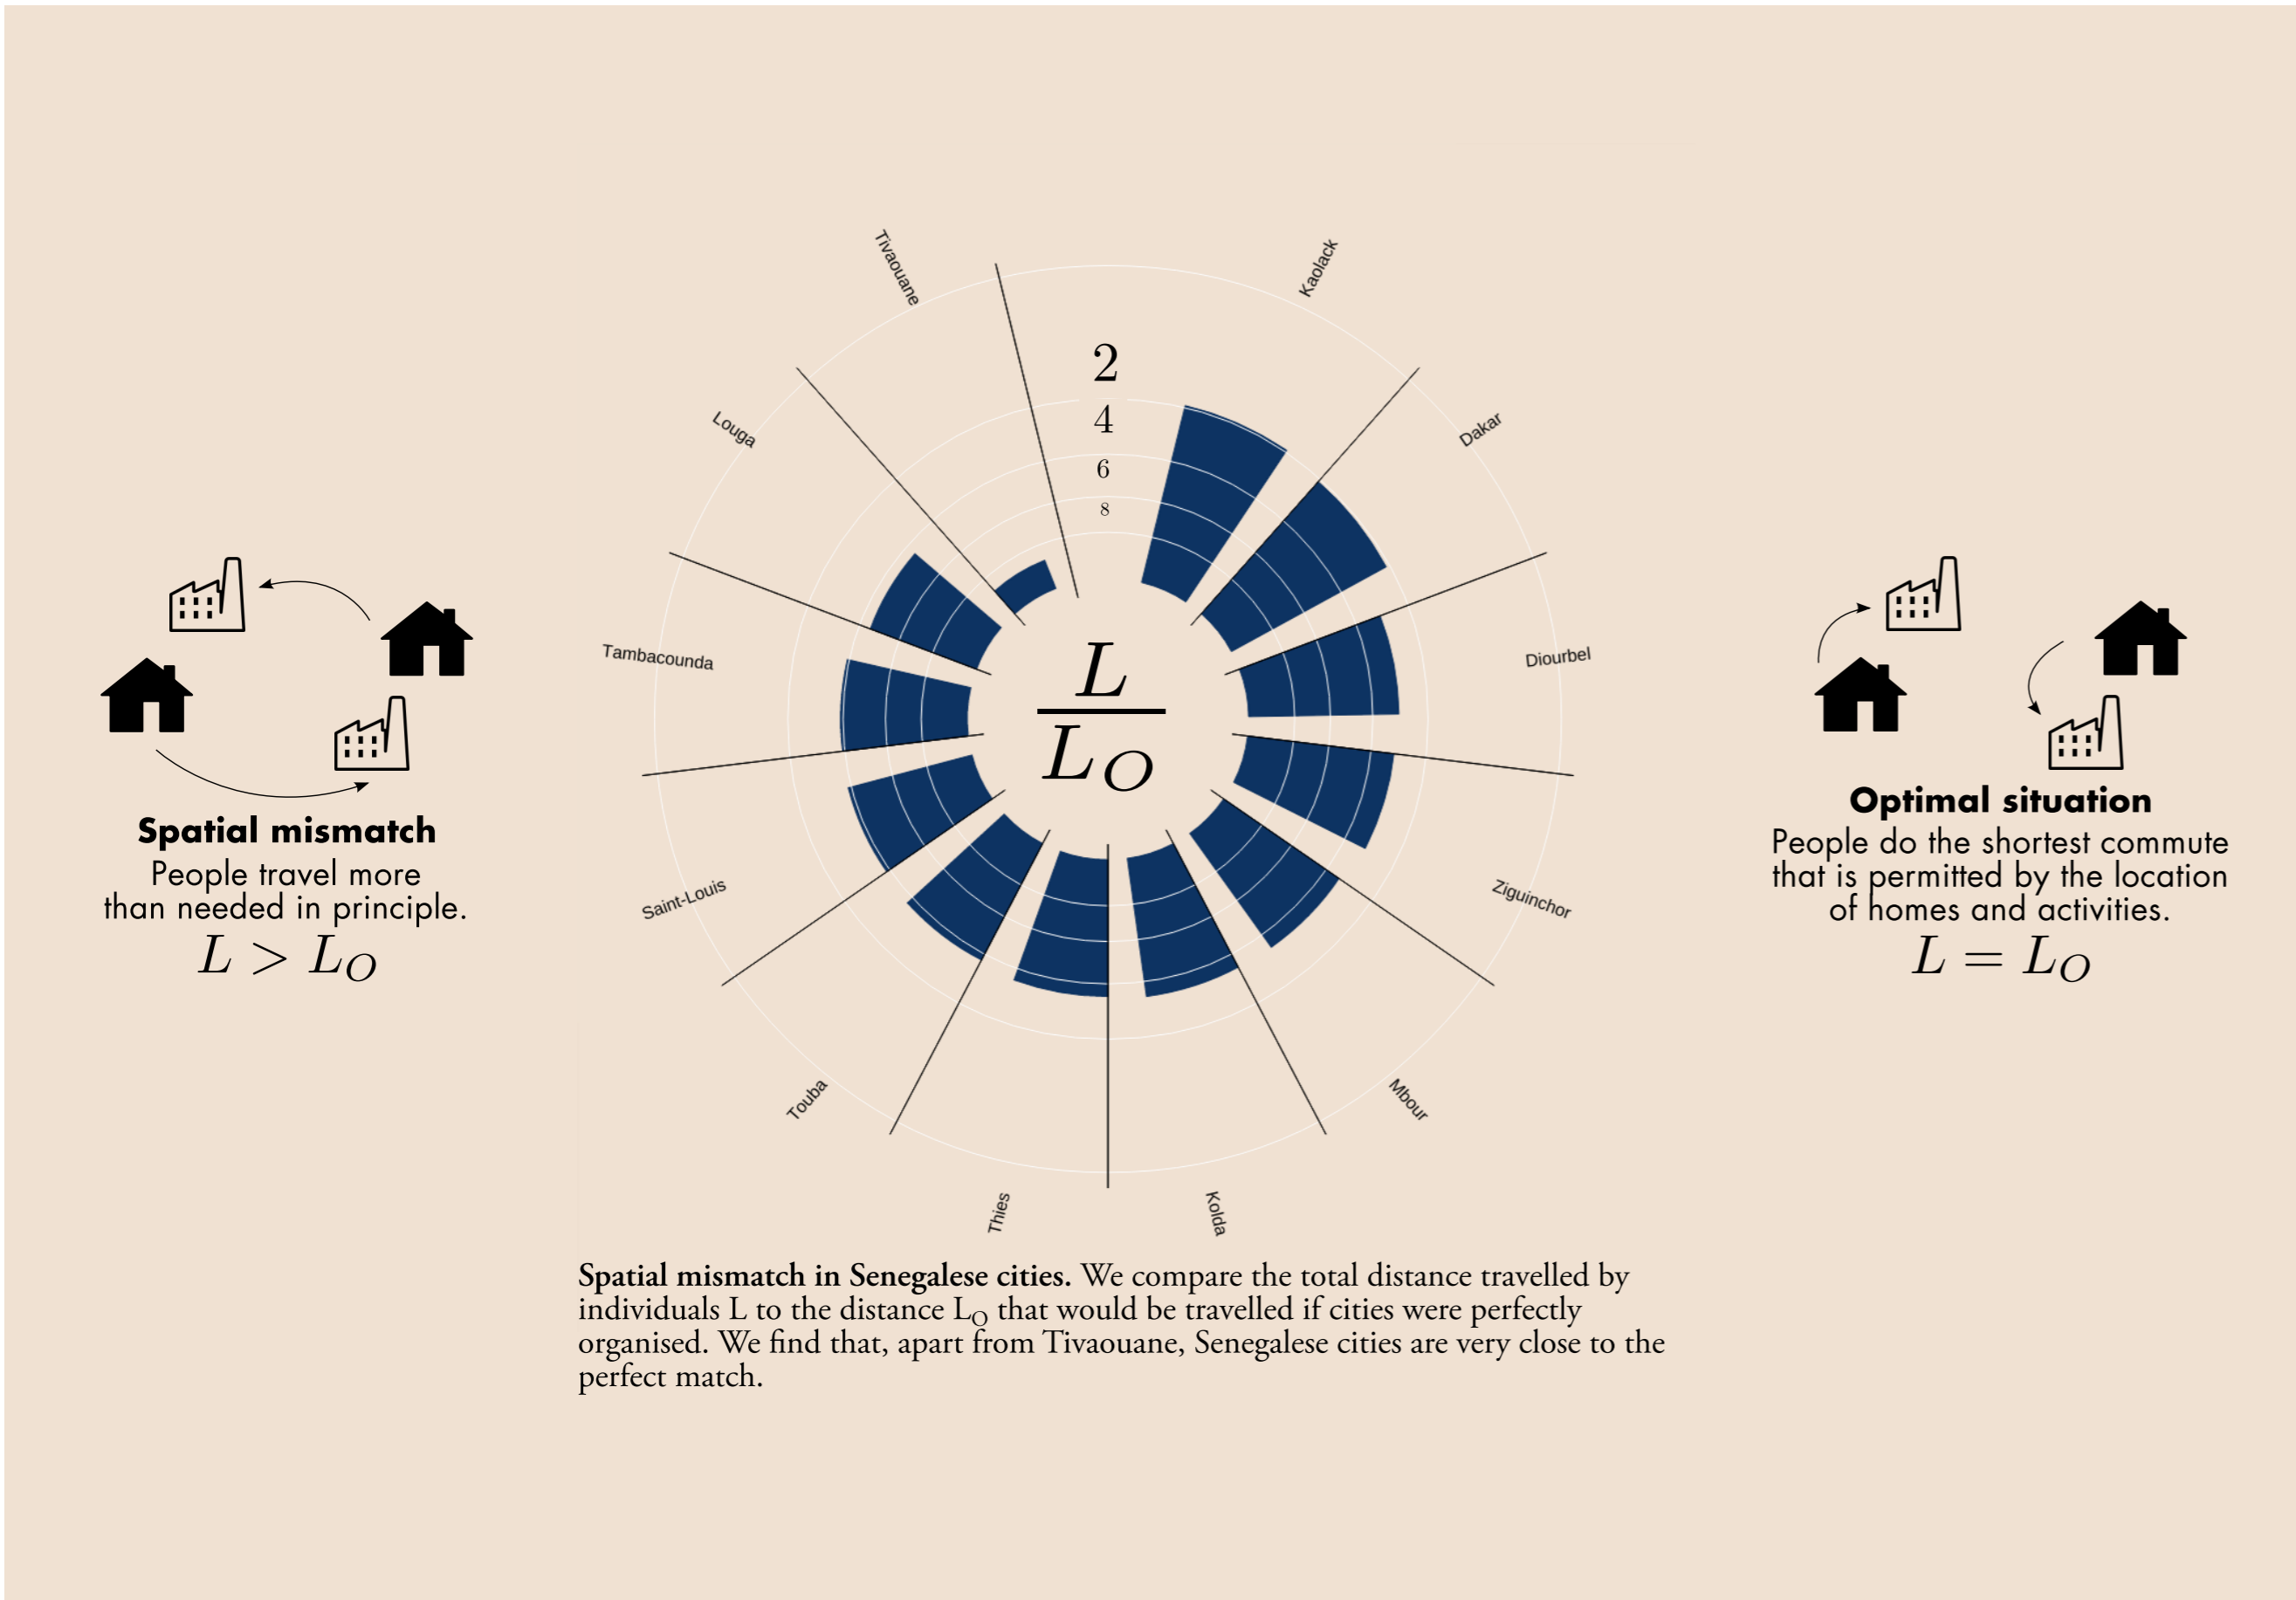 Tivaouane
Kaolack
Louga
Dakar
2
4
6
8
Tambacounda
Diourbel
L
L_O
Saint-Louis
Ziguinchor
Touba
Mbour
Thies
Kolda
Spatial mismatch
People travel more
than needed in principle.
L > L_O
Optimal situation
People do the shortest commute
that is permitted by the location
of homes and activities.
L = L_O
Spatial mismatch in Senegalese cities. We compare the total distance travelled by
individuals L to the distance L_O that would be travelled if cities were perfectly
organised. We find that, apart from Tivaouane, Senegalese cities are very close to the
perfect match.